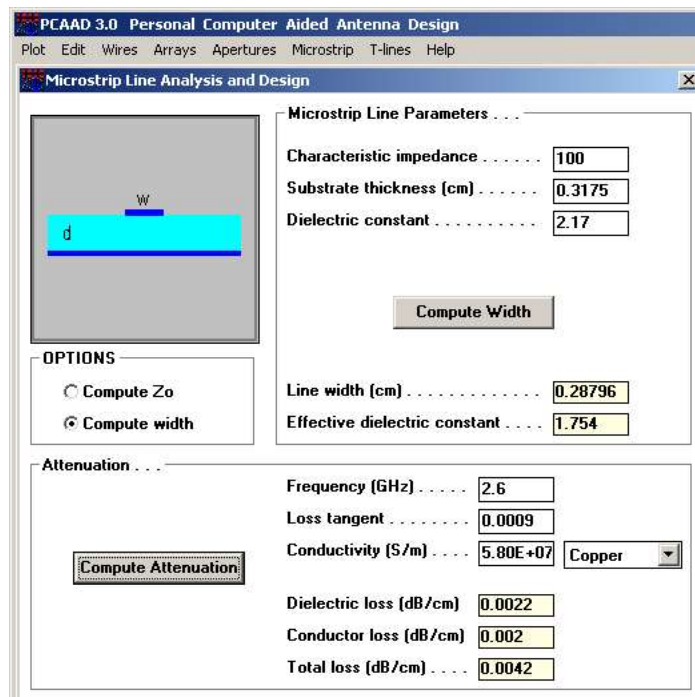 PCAAD 3.0 Personal Computer Aided Antenna Design
Plot Edit Wires Arrays Apertures Microstrip T-lines Help
Microstrip Line Analysis and Design
W
d
Microstrip Line Parameters . . .
Characteristic impedance . . . . . . 100
Substrate thickness (cm) . . . . . . 0.3175
Dielectric constant . . . . . . . . . . 2.17
Compute Width
OPTIONS
Compute Zo
Compute width
Line width (cm) . . . . . . . . . . . . . 0.28796
Effective dielectric constant . . . . 1.754
Attenuation . . .
Frequency (GHz) . . . . . 2.6
Loss tangent . . . . . . . . 0.0009
Conductivity (S/m) . . . . 5.80E+07 Copper
Compute Attenuation
Dielectric loss (dB/cm) 0.0022
Conductor loss (dB/cm) 0.002
Total loss (dB/cm) . . . . 0.0042